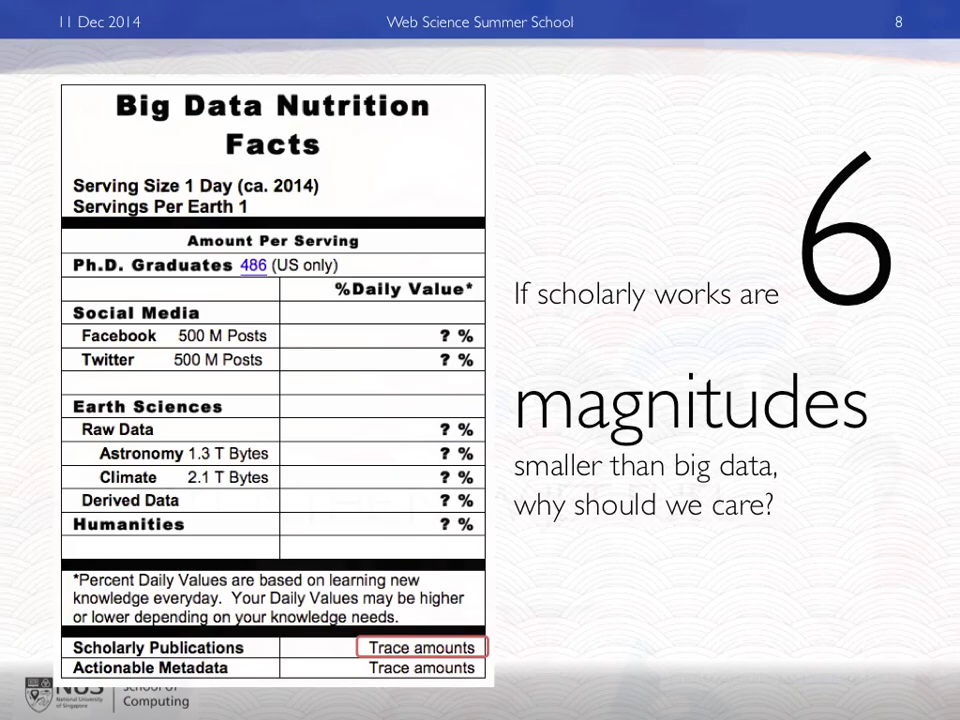 11 Dec 2014
Web Science Summer School
8
Big Data Nutrition
Facts
Serving Size 1 Day (ca. 2014)
Servings Per Earth 1
Amount Per Serving
Ph.D. Graduates 486 (US only)
%Daily Value*
Social Media
Facebook 500 M Posts ? %
Twitter 500 M Posts ? %
Earth Sciences
Raw Data ? %
Astronomy 1.3 T Bytes ? %
Climate 2.1 T Bytes ? %
Derived Data ? %
Humanities ? %
*Percent Daily Values are based on learning new
knowledge everyday. Your Daily Values may be higher
or lower depending on your knowledge needs.
Scholarly Publications Trace amounts
Actionable Metadata Trace amounts
If scholarly works are 6
magnitudes
smaller than big data,
why should we care?
NUS
National University
of Singapore
School of
Computing